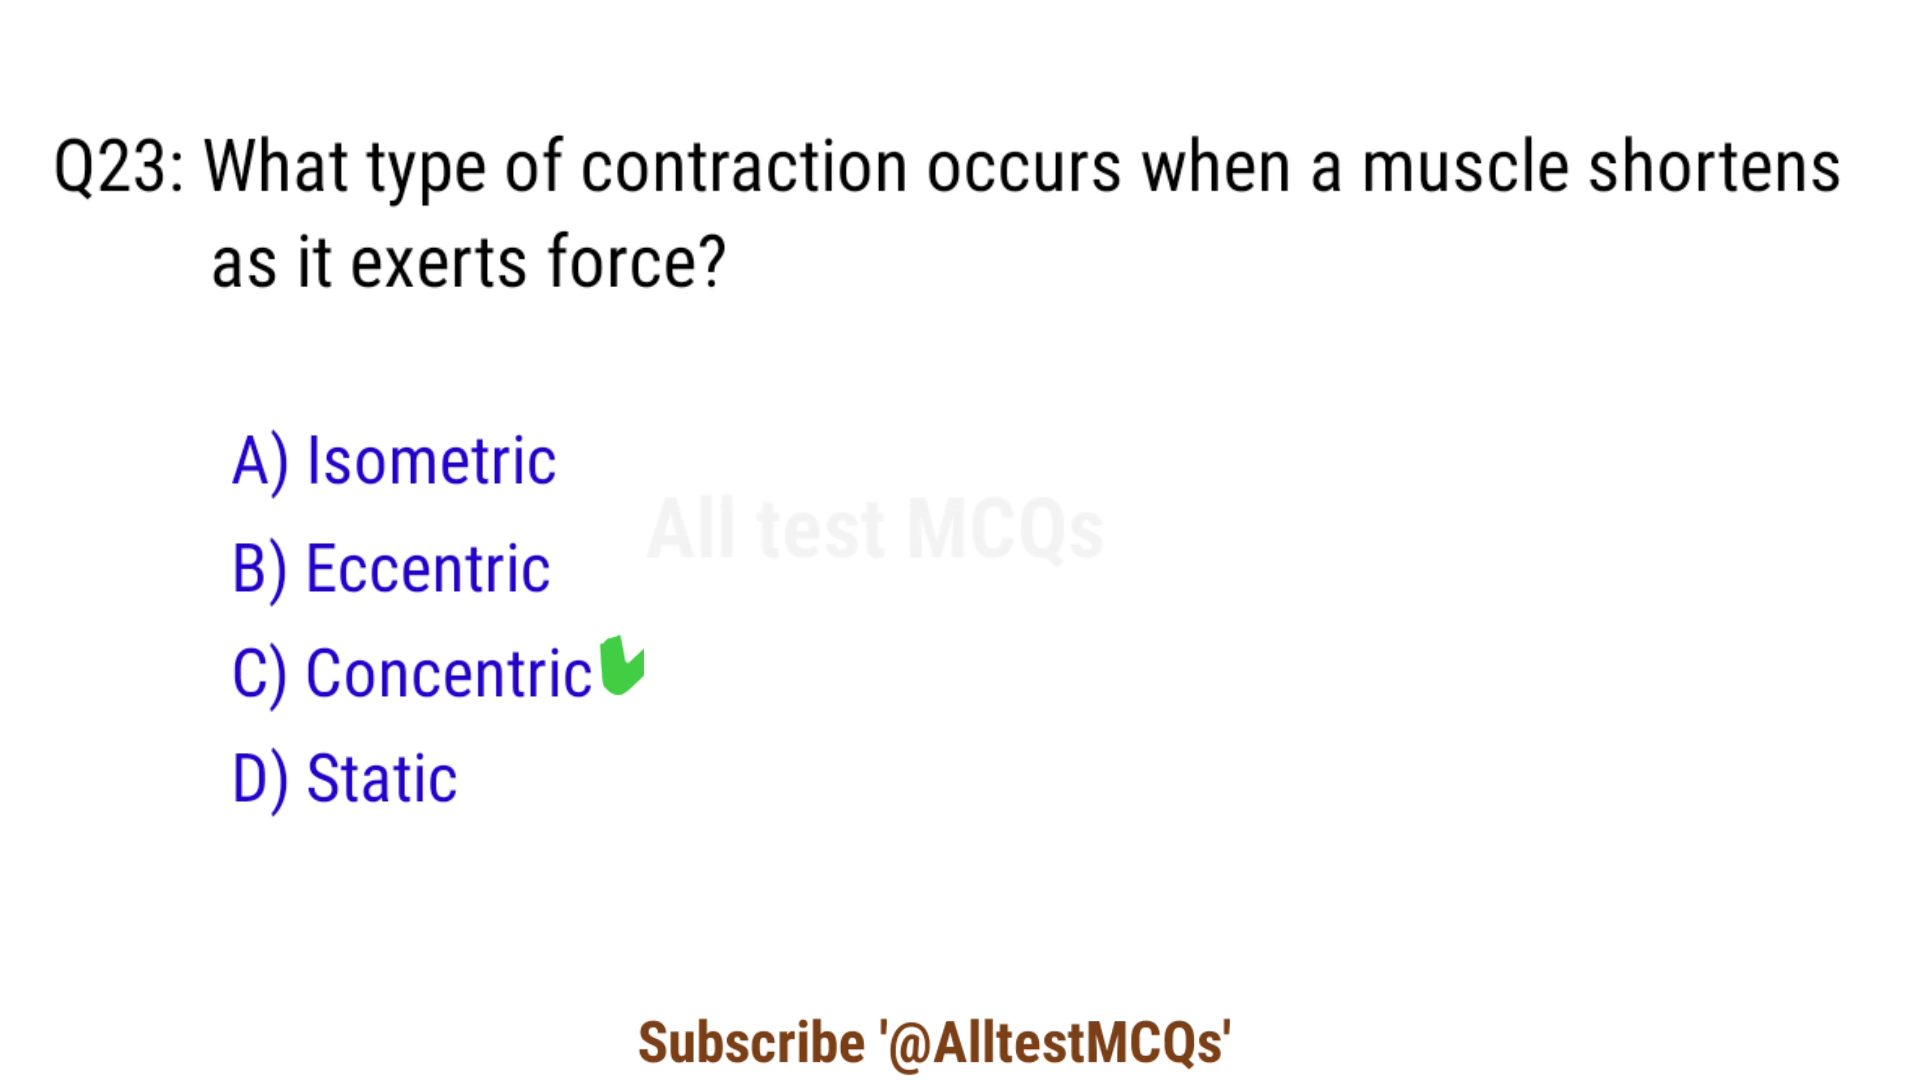 Q23: What type of contraction occurs when a muscle shortens
as it exerts force?
A) Isometric
All test MCQs
B) Eccentric
C) Concentric
D) Static
Subscribe '@AlltestMCQs'